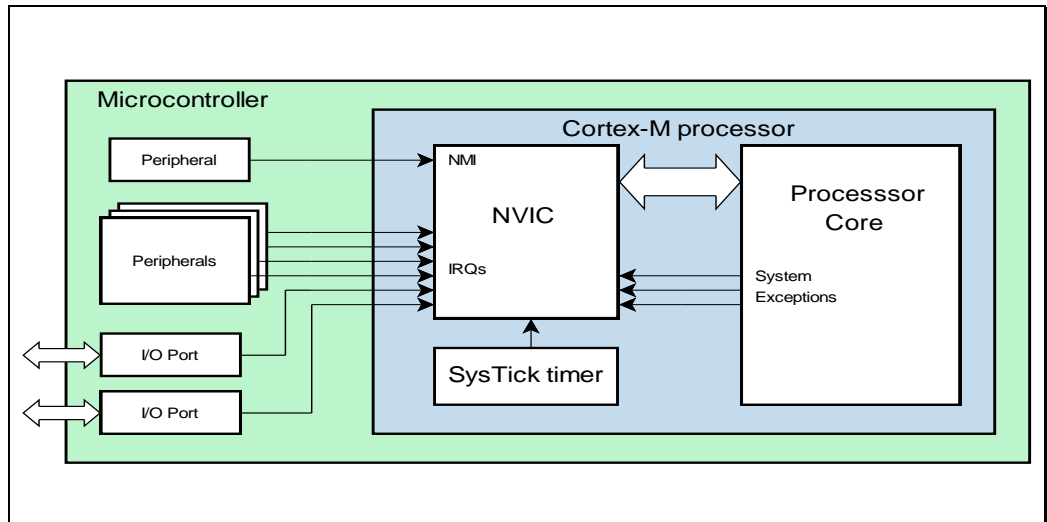 Microcontroller
Cortex-M processor
Peripheral
NMI
NVIC
Processsor
Core
Peripherals
IRQs
System
Exceptions
I/O Port
SysTick timer
I/O Port